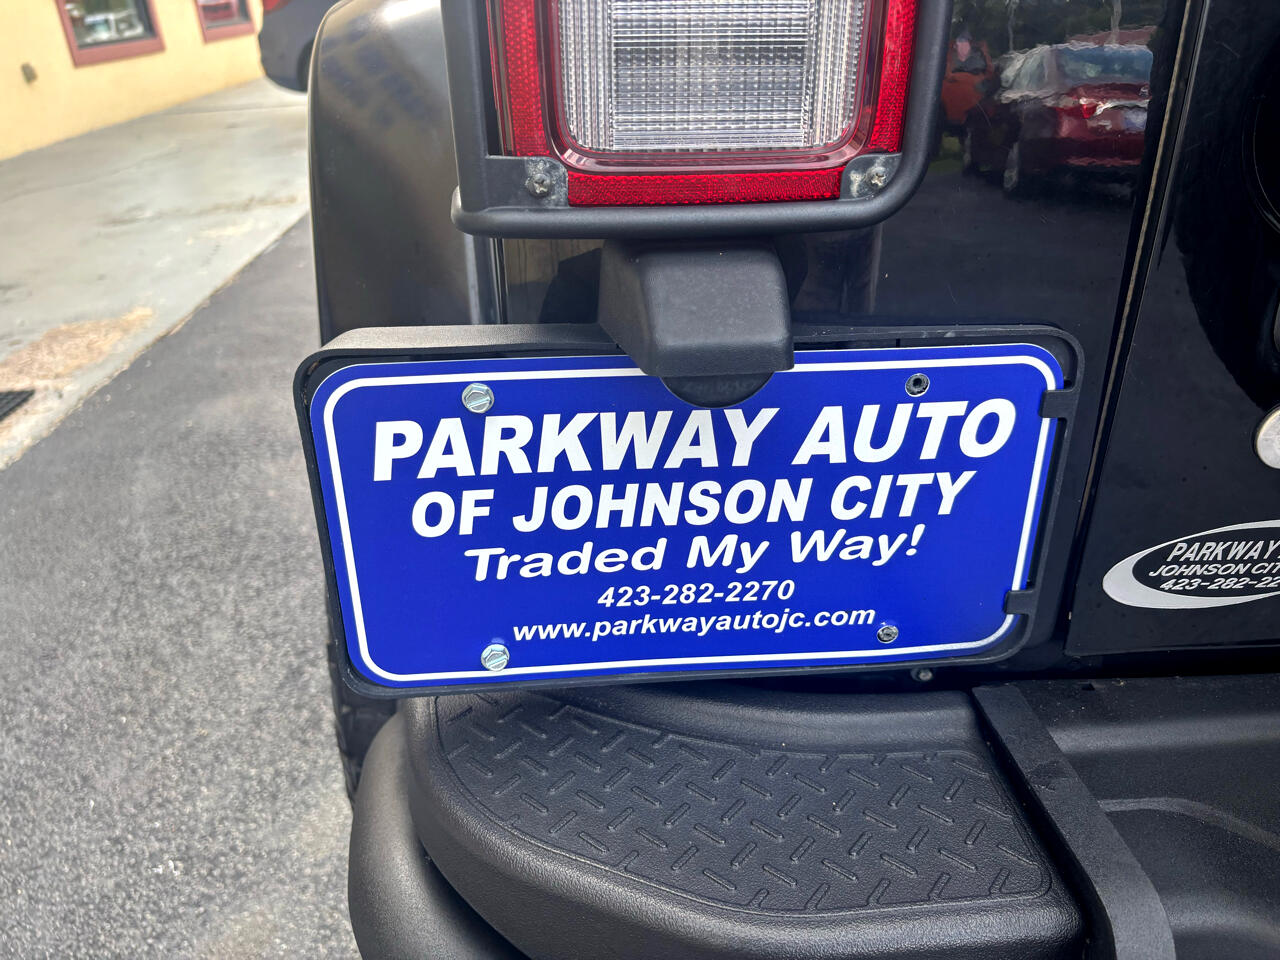 PARKWAY AUTO
OF JOHNSON CITY
Traded My Way!
423-282-2270
www.parkwayautojc.com
PARKWAY
JOHNSON CIT
423-282-22